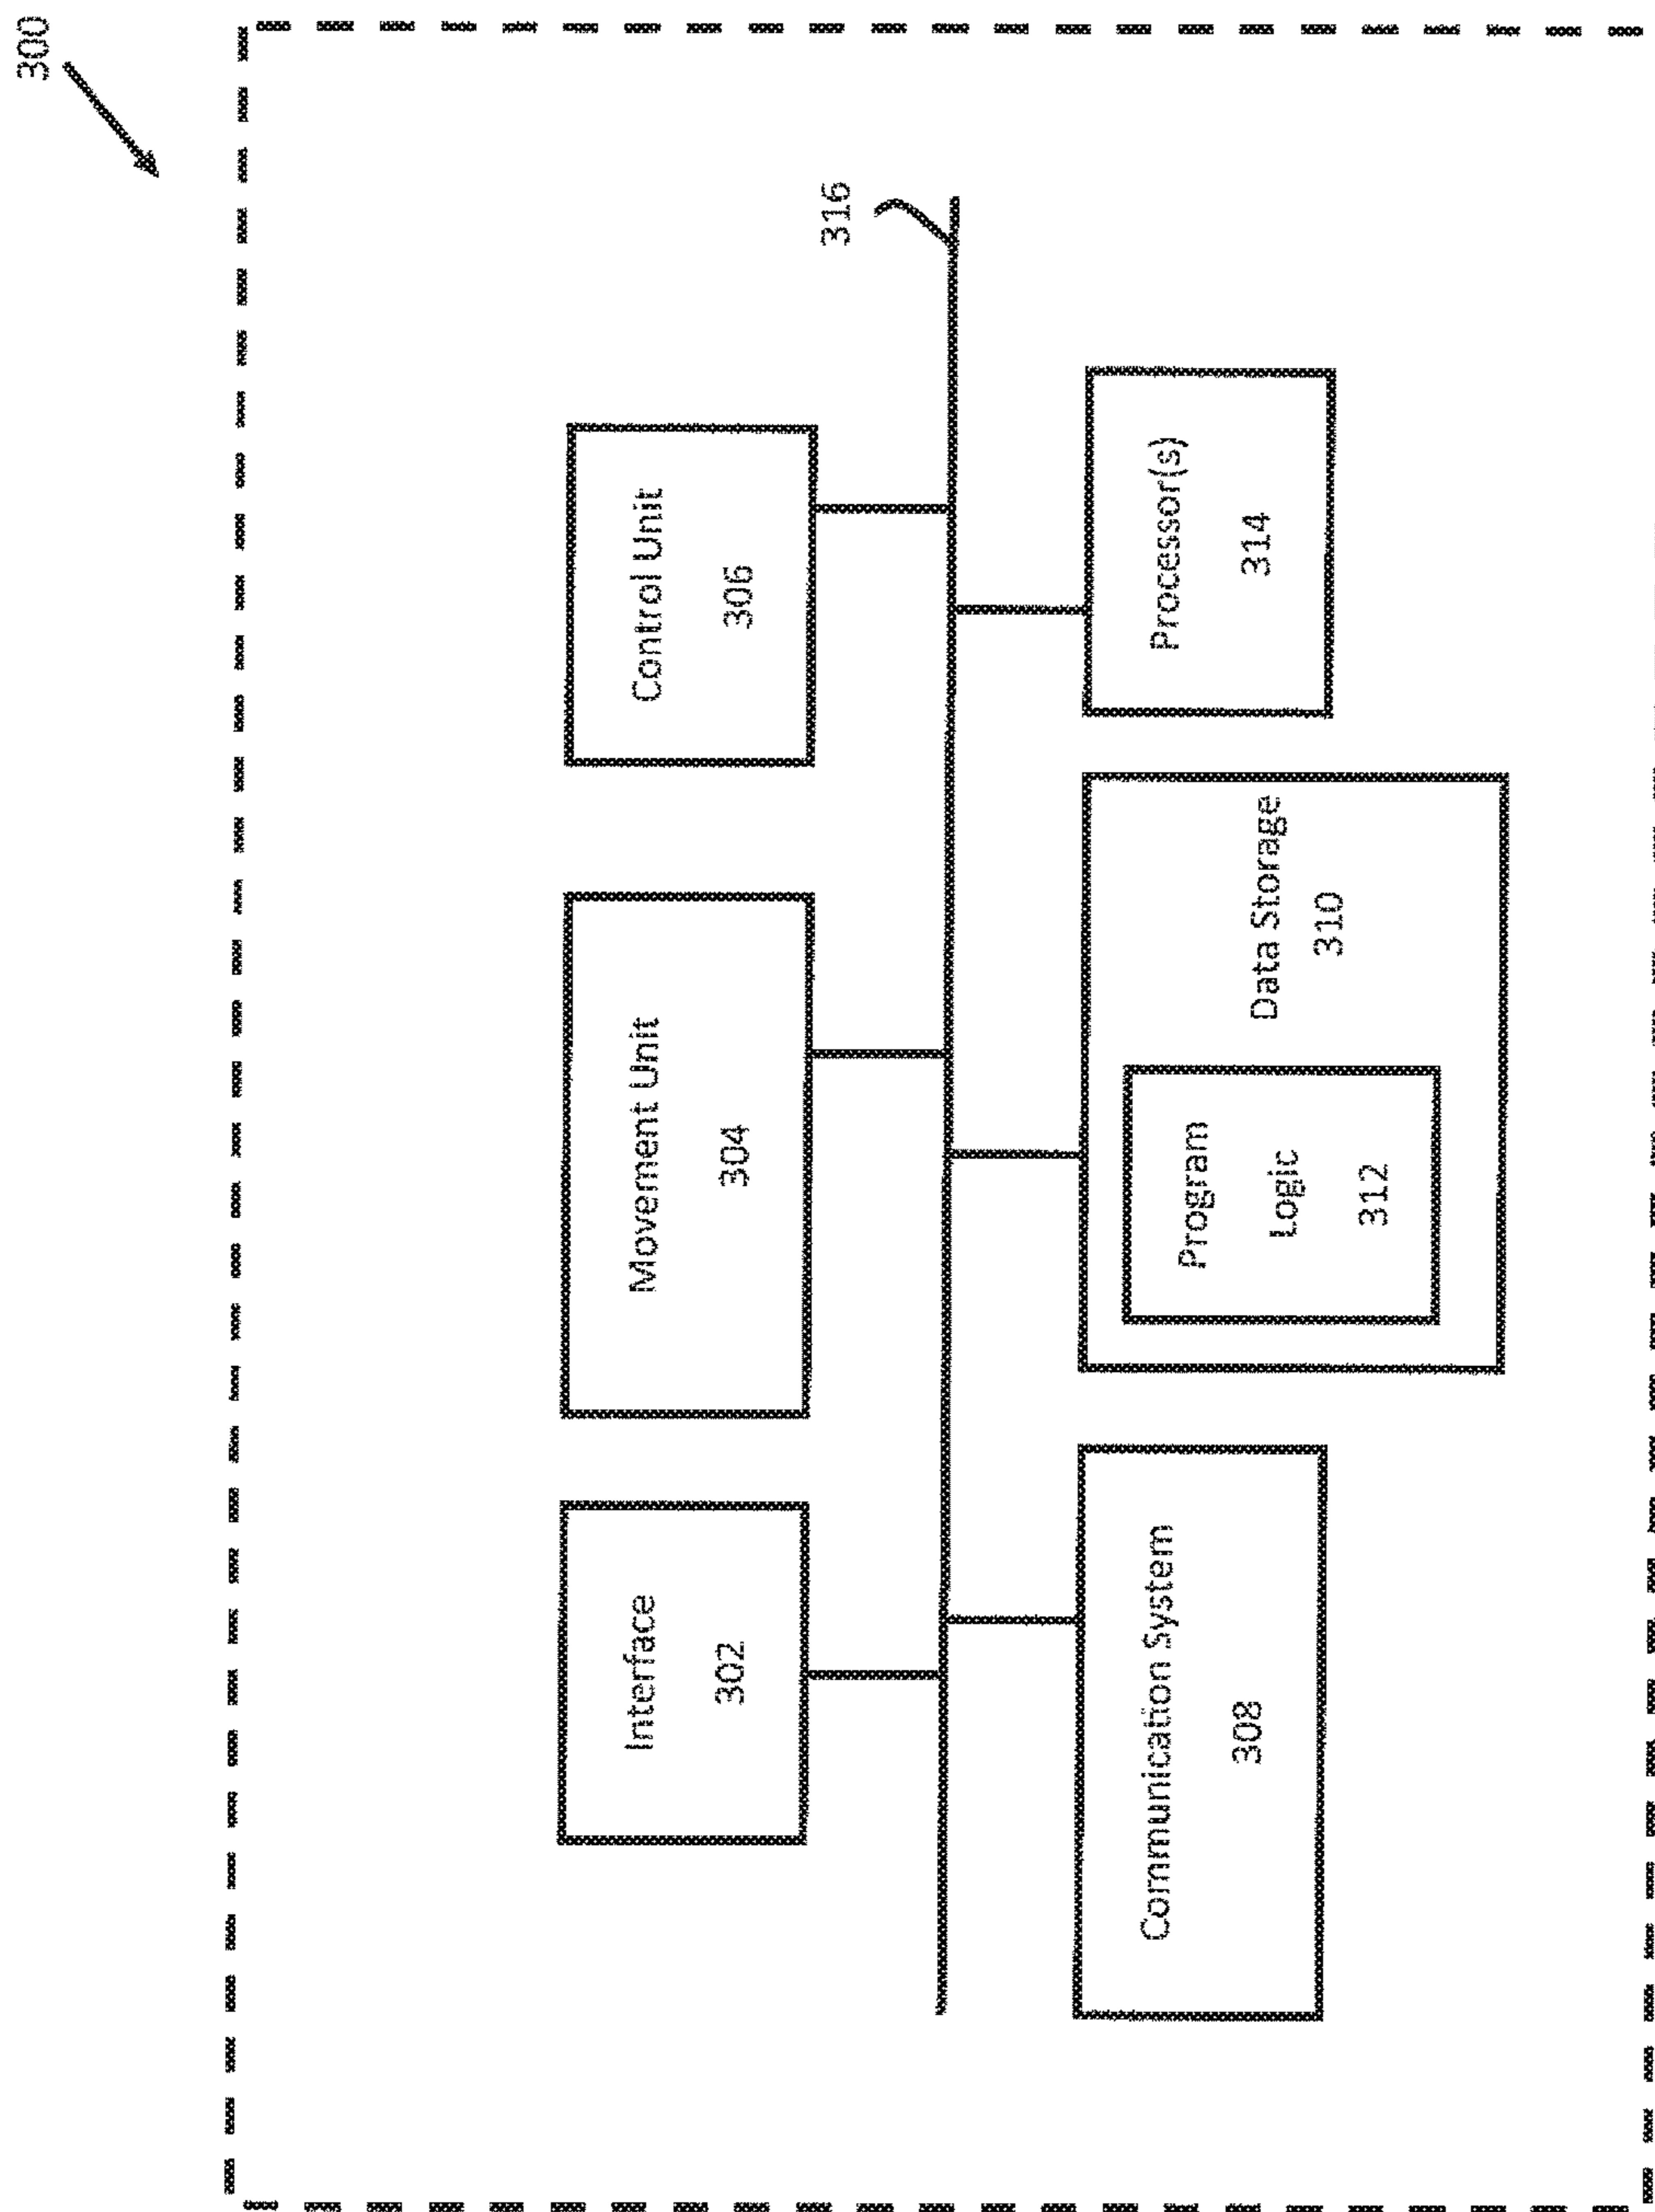 300
316
Interface
302
Movement Unit
304
Control Unit
306
Communication System
308
Data Storage
310
Program
Logic
312
Processor(s)
314